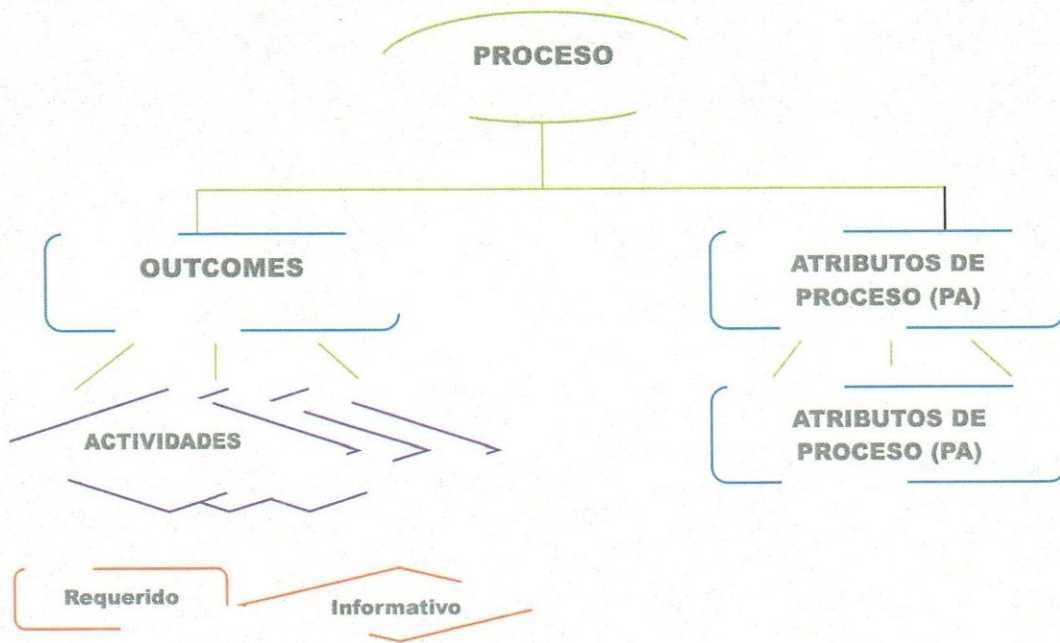 PROCESO
OUTCOMES
ATRIBUTOS DE
PROCESO (PA)
ACTIVIDADES
ATRIBUTOS DE
PROCESO (PA)
Requerido
Informativo